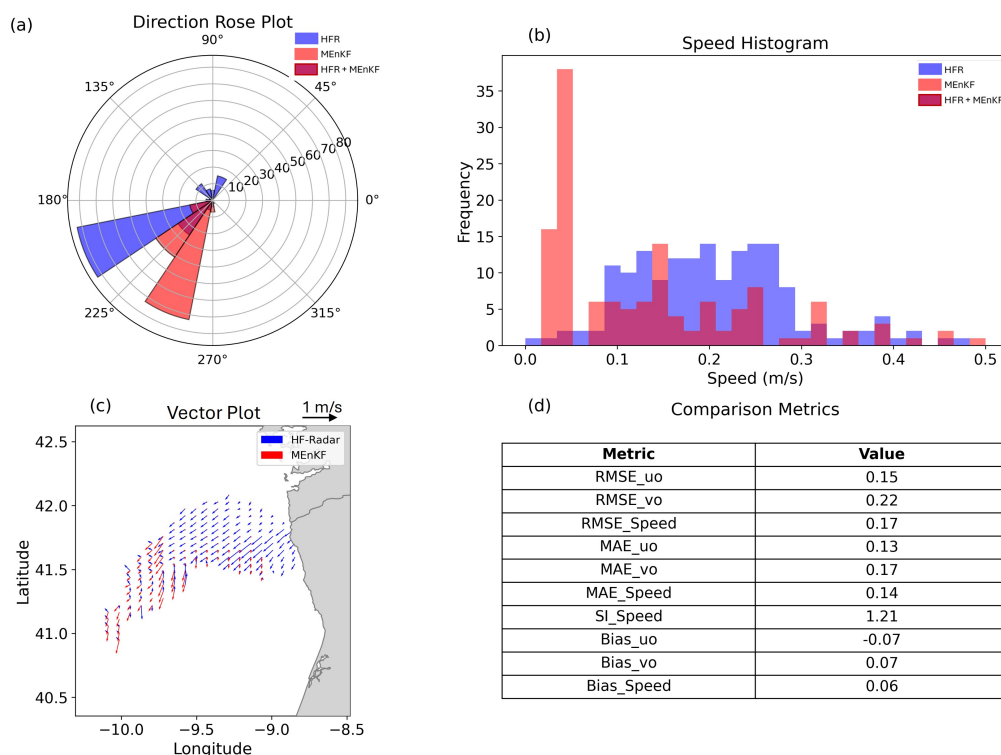 (a)
Direction Rose Plot
90°
HFR
MEnKF
HFR + MEnKF
135°
45°
10 20 30 40 50 60 70 80
180°
0°
225°
315°
270°
(b)
Speed Histogram
HFR
MEnKF
HFR + MEnKF
Frequency
35
30
25
20
15
10
5
0
0.0 0.1 0.2 0.3 0.4 0.5
Speed (m/s)
(c)
Vector Plot
1 m/s
HF-Radar
MEnKF
Latitude
42.5
42.0
41.5
41.0
40.5
−10.0 −9.5 −9.0 −8.5
Longitude
(d)
Comparison Metrics
Metric Value
RMSE_uo 0.15
RMSE_vo 0.22
RMSE_Speed 0.17
MAE_uo 0.13
MAE_vo 0.17
MAE_Speed 0.14
SI_Speed 1.21
Bias_uo -0.07
Bias_vo 0.07
Bias_Speed 0.06